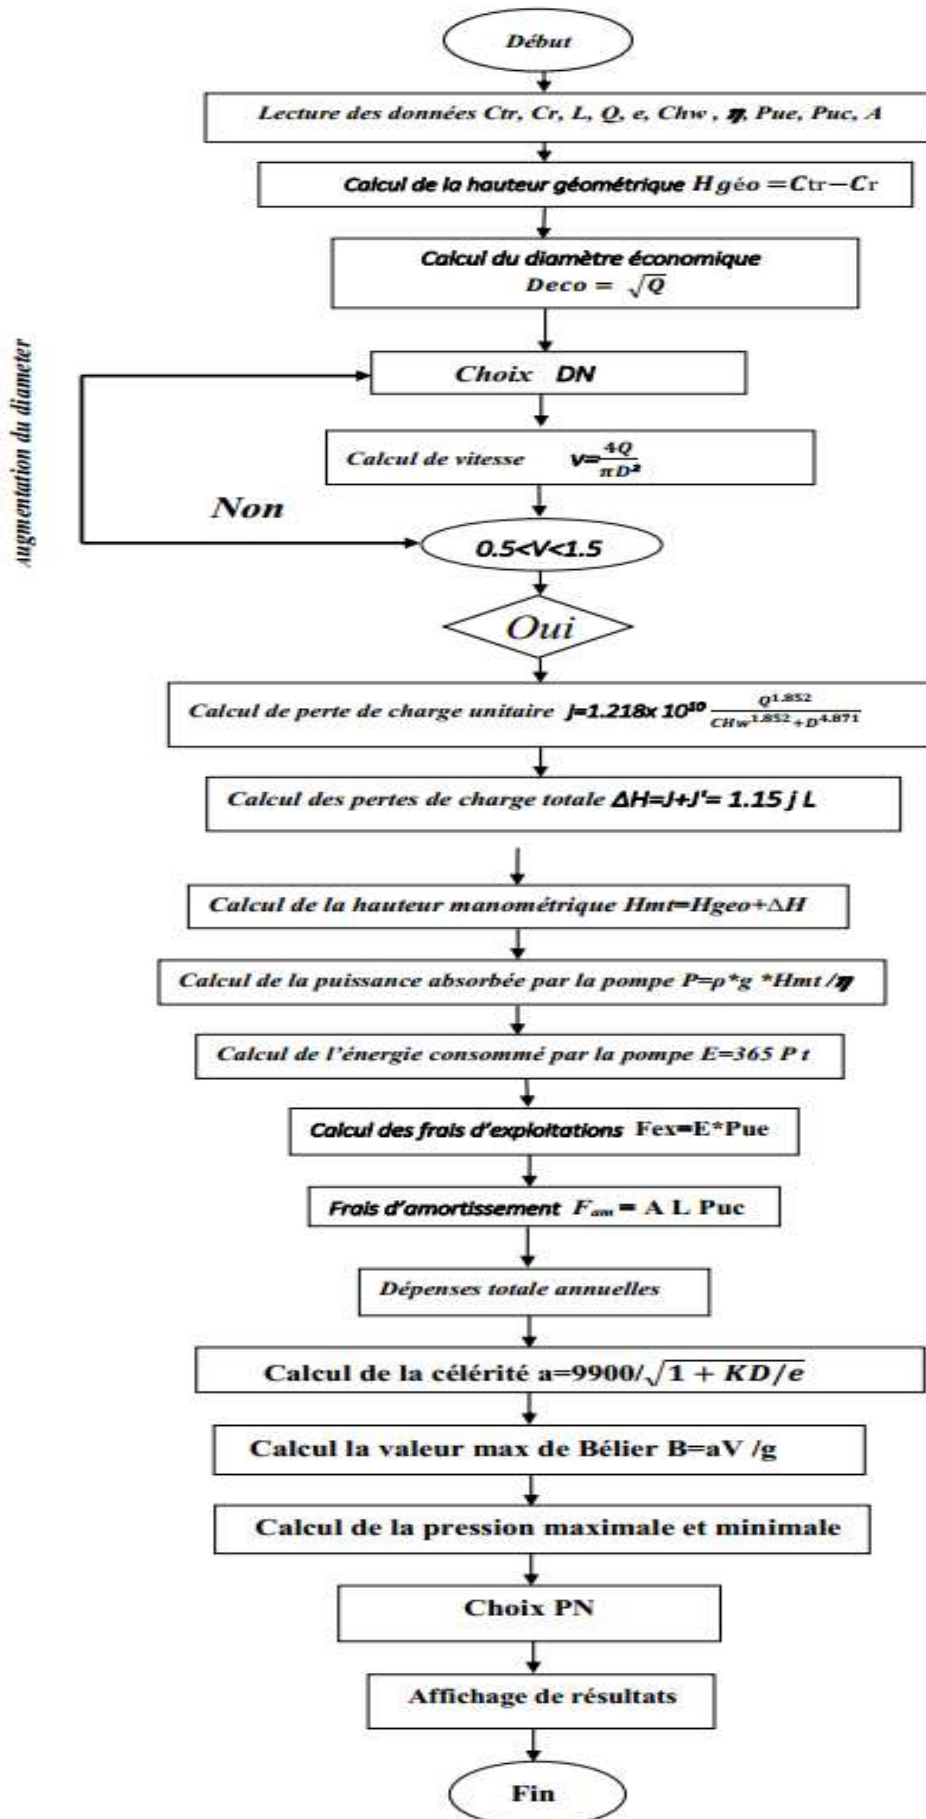 Début
Lecture des données Ctr, Cr, L, Q, e, Chw , η, Pue, Puc, A
Calcul de la hauteur géométrique Hgéo =Ctr−Cr
Calcul du diamètre économique
Deco = √Q
Augmentation du diameter
Choix DN
Calcul de vitesse v=4Q/πD²
Non
0.5<V<1.5
Oui
Calcul de perte de charge unitaire j=1.218x 10¹⁰ Q^1.852/CHw^1.852+D^4.871
Calcul des pertes de charge totale ΔH=J+J'= 1.15 j L
Calcul de la hauteur manométrique Hmt=Hgeo+ΔH
Calcul de la puissance absorbée par la pompe P=ρ*g *Hmt /η
Calcul de l'énergie consommé par la pompe E=365 P t
Calcul des frais d'exploitations Fex=E*Pue
Frais d'amortissement Fam = A L Puc
Dépenses totale annuelles
Calcul de la célérité a=9900/√1 + KD/e
Calcul la valeur max de Bélier B=aV /g
Calcul de la pression maximale et minimale
Choix PN
Affichage de résultats
Fin